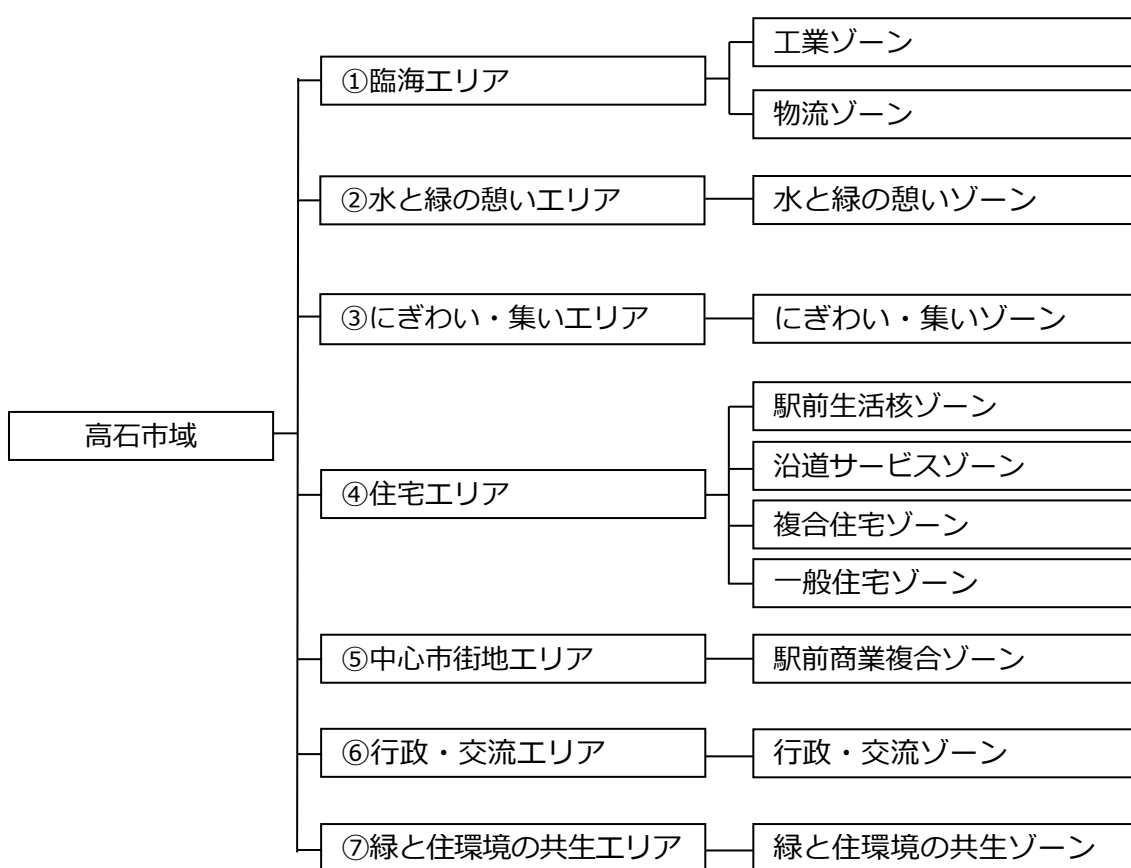 高石市域
①臨海エリア
工業ゾーン
物流ゾーン
②水と緑の憩いエリア
水と緑の憩いゾーン
③にぎわい・集いエリア
にぎわい・集いゾーン
④住宅エリア
駅前生活核ゾーン
沿道サービスゾーン
複合住宅ゾーン
一般住宅ゾーン
⑤中心市街地エリア
駅前商業複合ゾーン
⑥行政・交流エリア
行政・交流ゾーン
⑦緑と住環境の共生エリア
緑と住環境の共生ゾーン